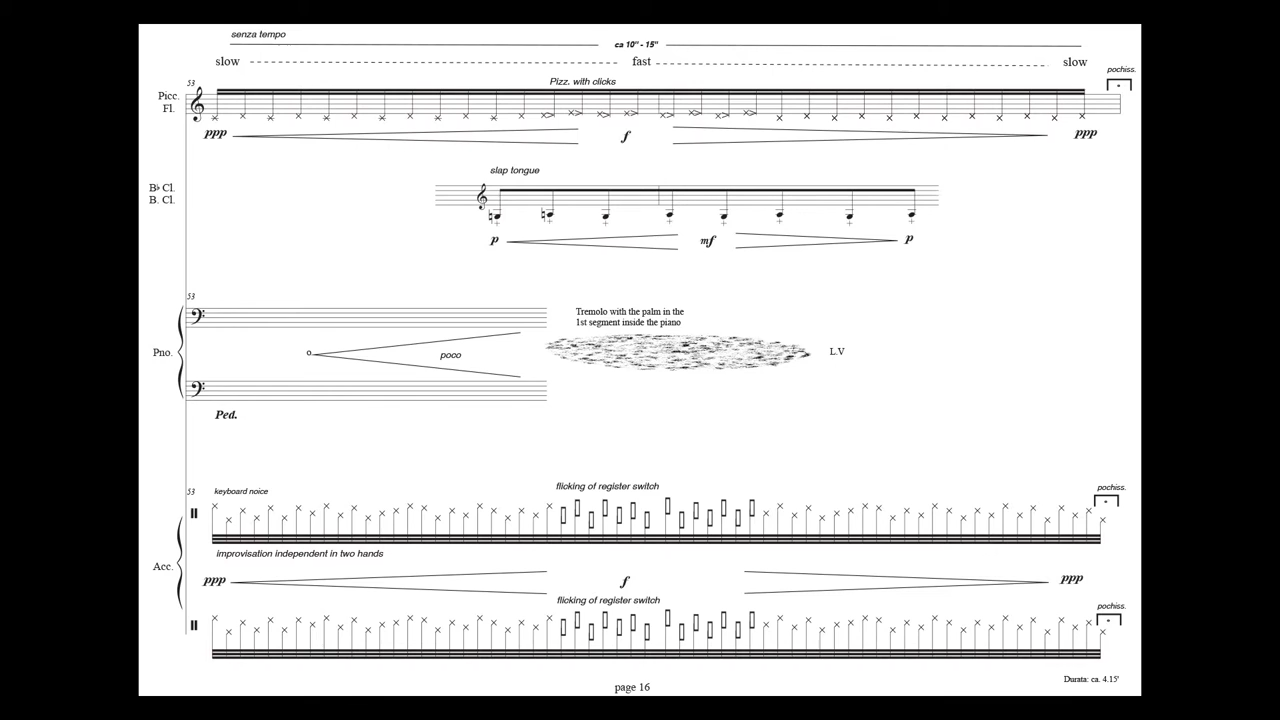 senza tempo
ca 10" - 15"
slow fast slow
pochiss.
53
Pizz. with clicks
Picc.
Fl.
ppp f ppp
slap tongue
B♭ Cl.
B. Cl.
p mf p
53
Tremolo with the palm in the
1st segment inside the piano
Pno.
o poco
L.V
Ped.
53
keyboard noice
flicking of register switch
pochiss.
improvisation independent in two hands
Acc.
ppp f ppp
flicking of register switch
pochiss.
Durata: ca. 4.15'
page 16